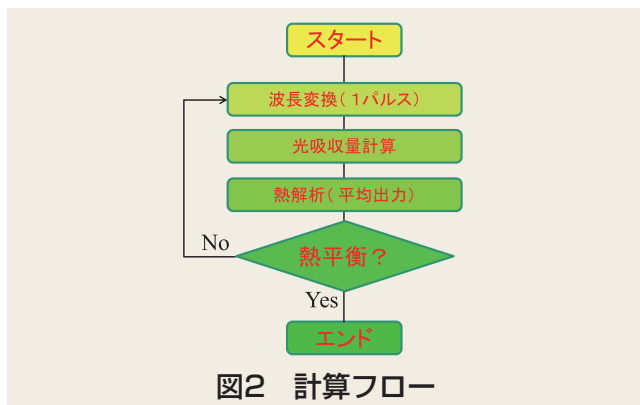 スタート
波長変換(1パルス)
光吸収量計算
熱解析(平均出力)
No
熱平衡？
Yes
エンド
図2　計算フロー